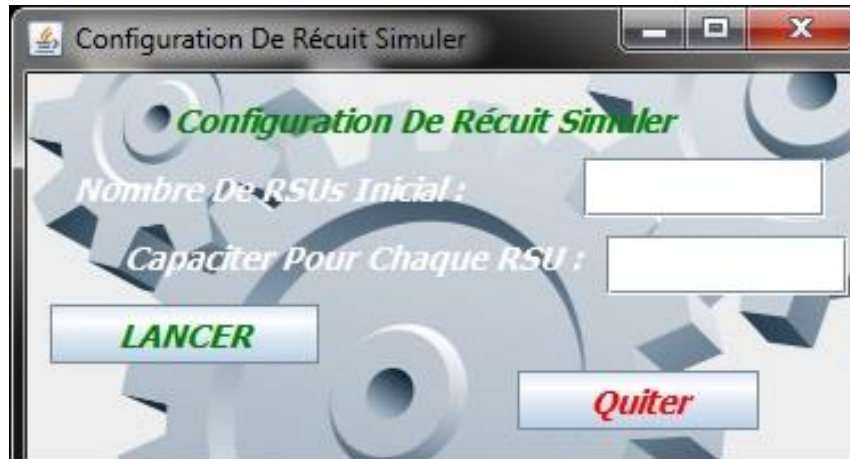 Configuration De Récuit Simuler
Configuration De Récuit Simuler
Nombre De RSUs Inicial :
Capaciter Pour Chaque RSU :
LANCER
Quiter